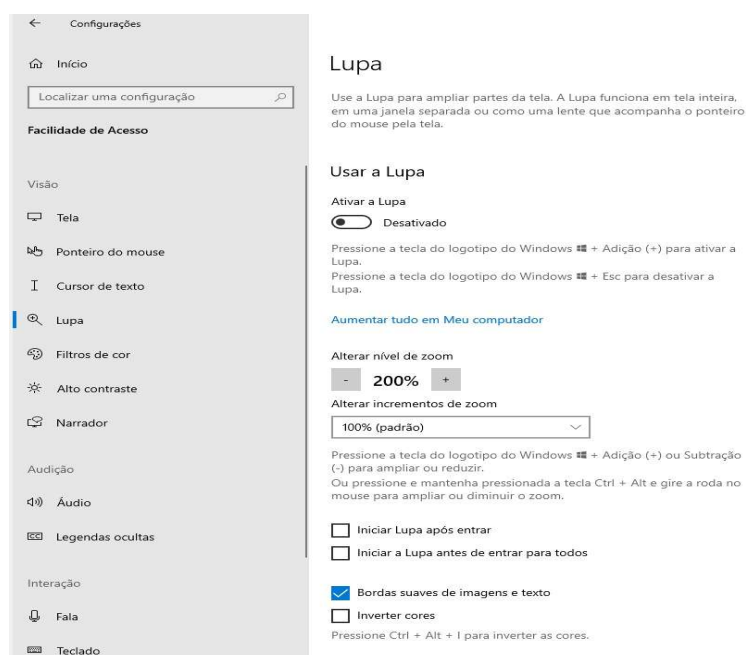 Configurações
Início
Localizar uma configuração
Facilidade de Acesso
Visão
Tela
Ponteiro do mouse
Cursor de texto
Lupa
Filtros de cor
Alto contraste
Narrador
Audição
Áudio
CC Legendas ocultas
Interação
Fala
Teclado
Lupa
Use a Lupa para ampliar partes da tela. A Lupa funciona em tela inteira,
em uma janela separada ou como uma lente que acompanha o ponteiro
do mouse pela tela.
Usar a Lupa
Ativar a Lupa
Desativado
Pressione a tecla do logotipo do Windows + Adição (+) para ativar a
Lupa.
Pressione a tecla do logotipo do Windows + Esc para desativar a
Lupa.
Aumentar tudo em Meu computador
Alterar nível de zoom
- 200% +
Alterar incrementos de zoom
100% (padrão)
Pressione a tecla do logotipo do Windows + Adição (+) ou Subtração
(-) para ampliar ou reduzir.
Ou pressione e mantenha pressionada a tecla Ctrl + Alt e gire a roda no
mouse para ampliar ou diminuir o zoom.
Iniciar Lupa após entrar
Iniciar a Lupa antes de entrar para todos
Bordas suaves de imagens e texto
Inverter cores
Pressione Ctrl + Alt + I para inverter as cores.